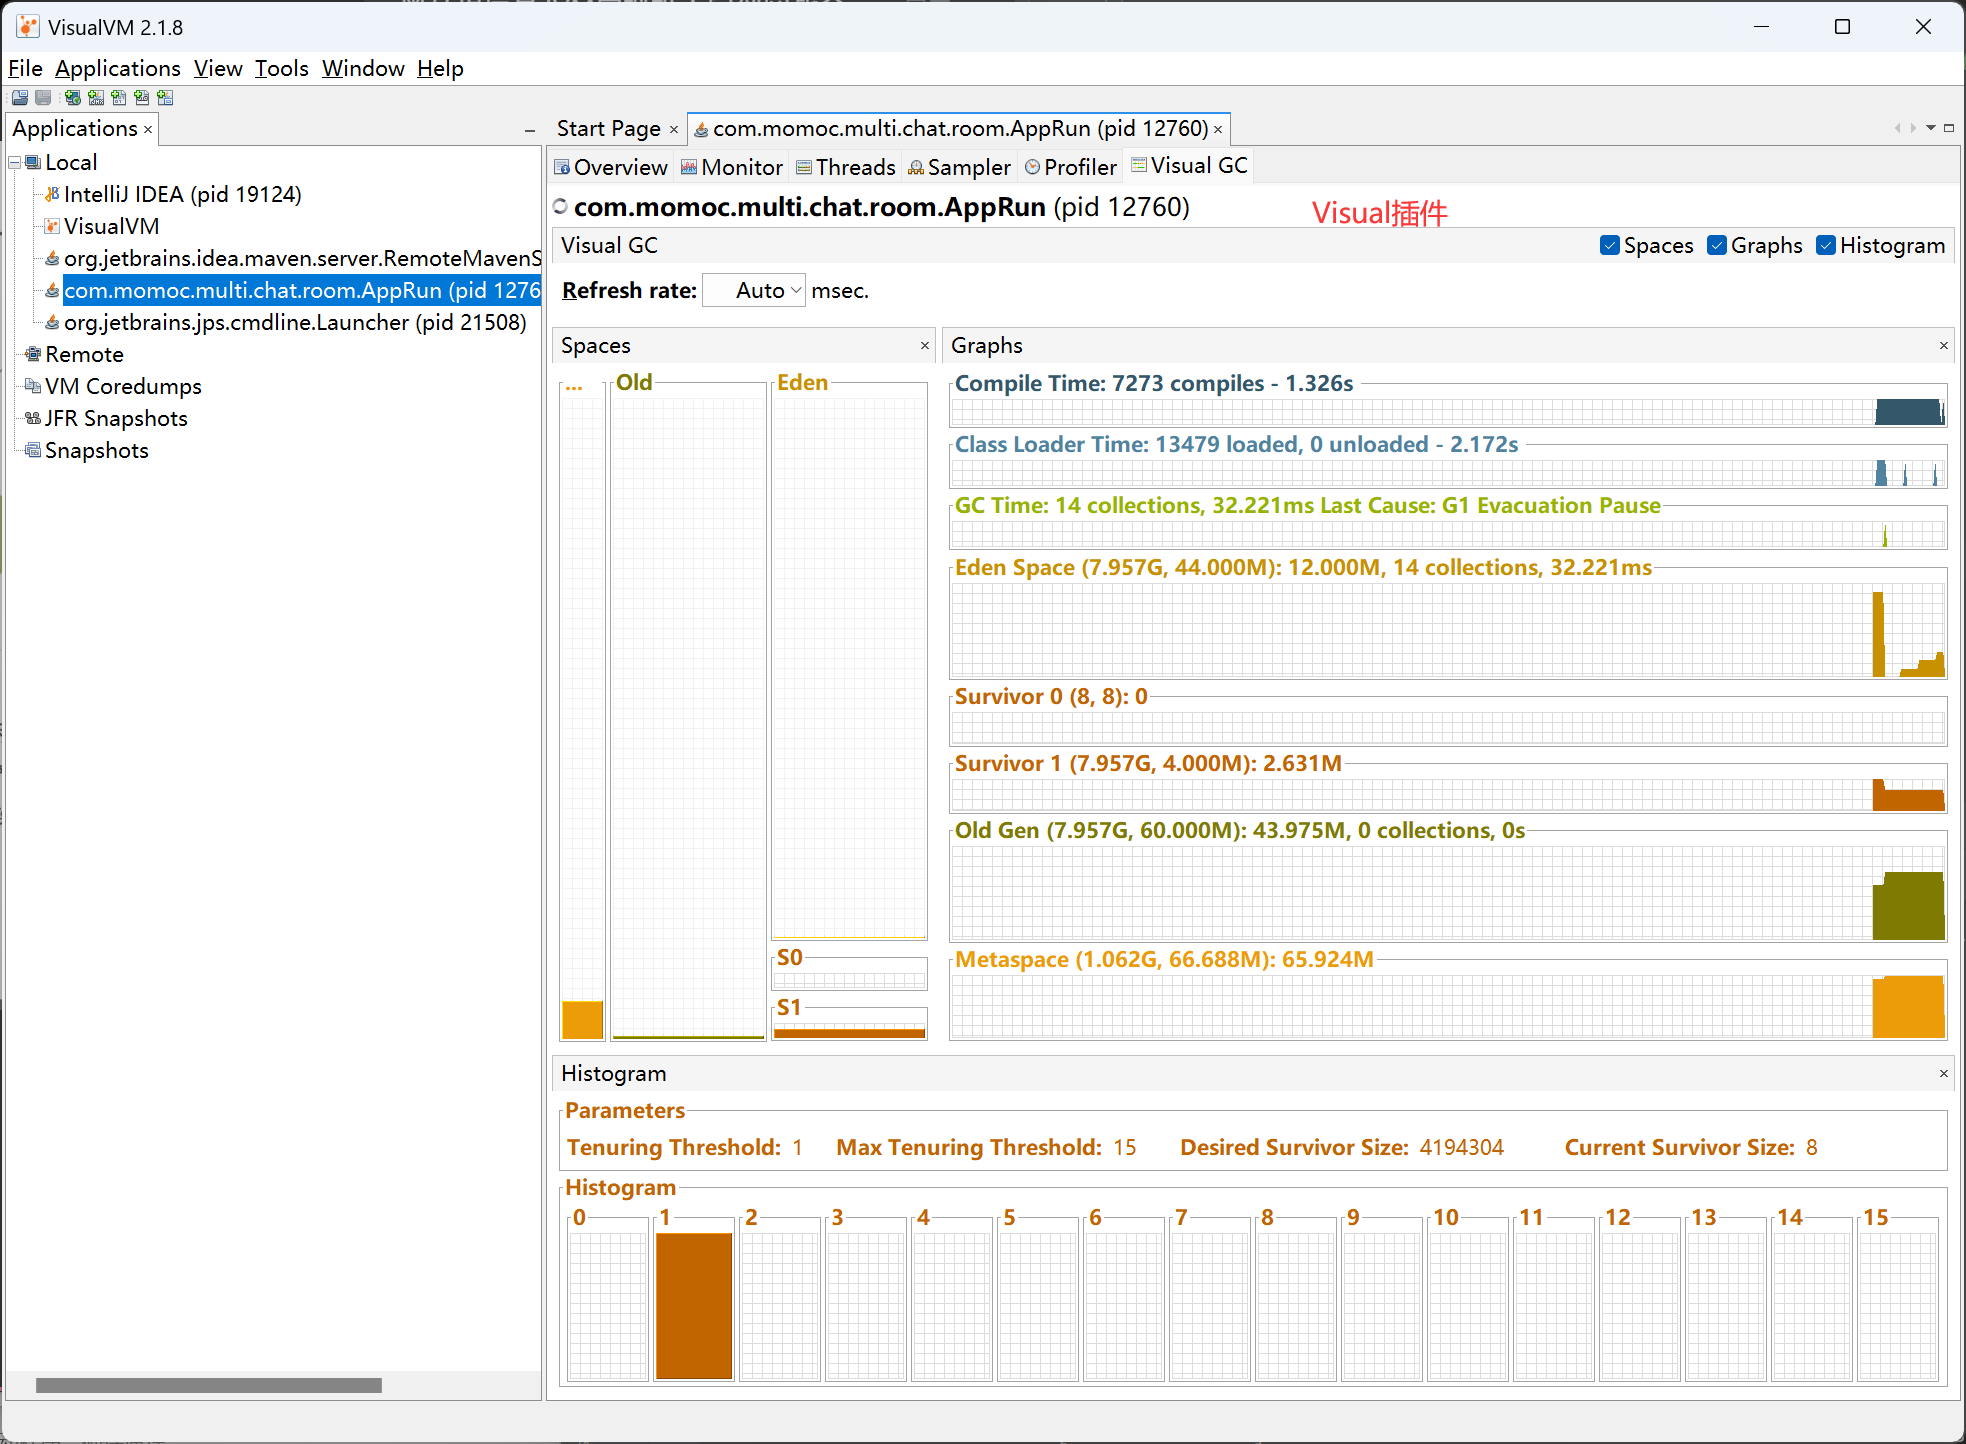 VisualVM 2.1.8
File Applications View Tools Window Help
Applications
Local
IntelliJ IDEA (pid 19124)
VisualVM
org.jetbrains.idea.maven.server.RemoteMavenS
com.momoc.multi.chat.room.AppRun (pid 1276
org.jetbrains.jps.cmdline.Launcher (pid 21508)
Remote
VM Coredumps
JFR Snapshots
Snapshots
Start Page com.momoc.multi.chat.room.AppRun (pid 12760)
Overview Monitor Threads Sampler Profiler Visual GC
com.momoc.multi.chat.room.AppRun (pid 12760)
Visual插件
Visual GC Spaces Graphs Histogram
Refresh rate: Auto msec.
Spaces
... Old Eden
S0
S1
Graphs
Compile Time: 7273 compiles - 1.326s
Class Loader Time: 13479 loaded, 0 unloaded - 2.172s
GC Time: 14 collections, 32.221ms Last Cause: G1 Evacuation Pause
Eden Space (7.957G, 44.000M): 12.000M, 14 collections, 32.221ms
Survivor 0 (8, 8): 0
Survivor 1 (7.957G, 4.000M): 2.631M
Old Gen (7.957G, 60.000M): 43.975M, 0 collections, 0s
Metaspace (1.062G, 66.688M): 65.924M
Histogram
Parameters
Tenuring Threshold: 1 Max Tenuring Threshold: 15 Desired Survivor Size: 4194304 Current Survivor Size: 8
Histogram
0 1 2 3 4 5 6 7 8 9 10 11 12 13 14 15